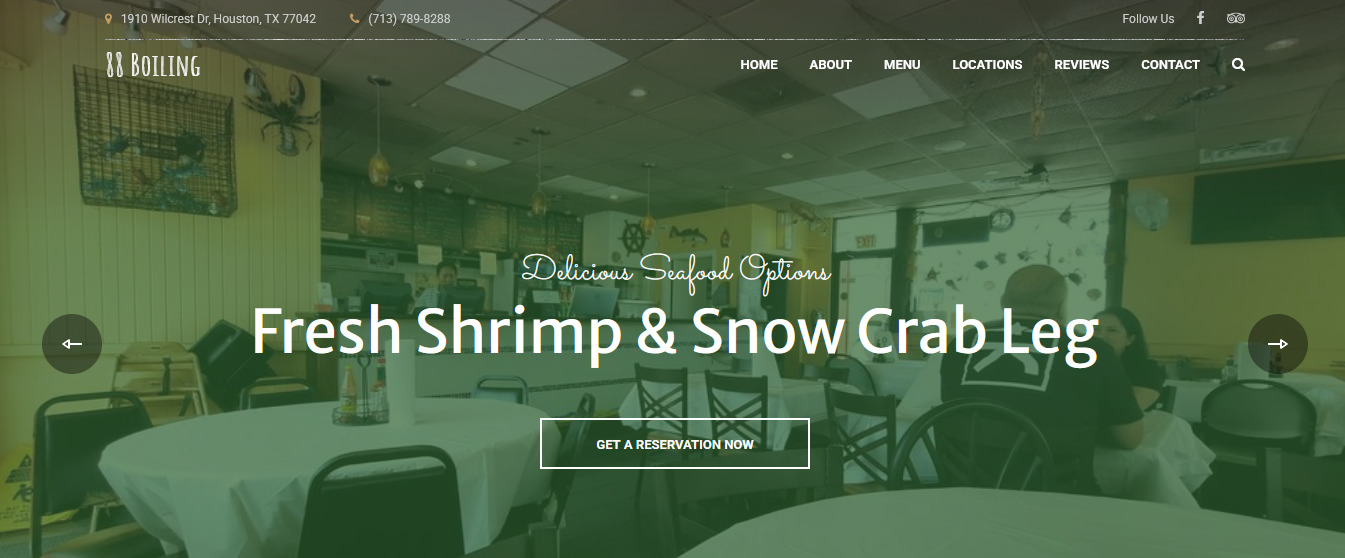 1910 Wilcrest Dr, Houston, TX 77042 (713) 789-8288 Follow Us
88 Boiling HOME ABOUT MENU LOCATIONS REVIEWS CONTACT
EXIT
Delicious Seafood Options
Fresh Shrimp & Snow Crab Leg
GET A RESERVATION NOW